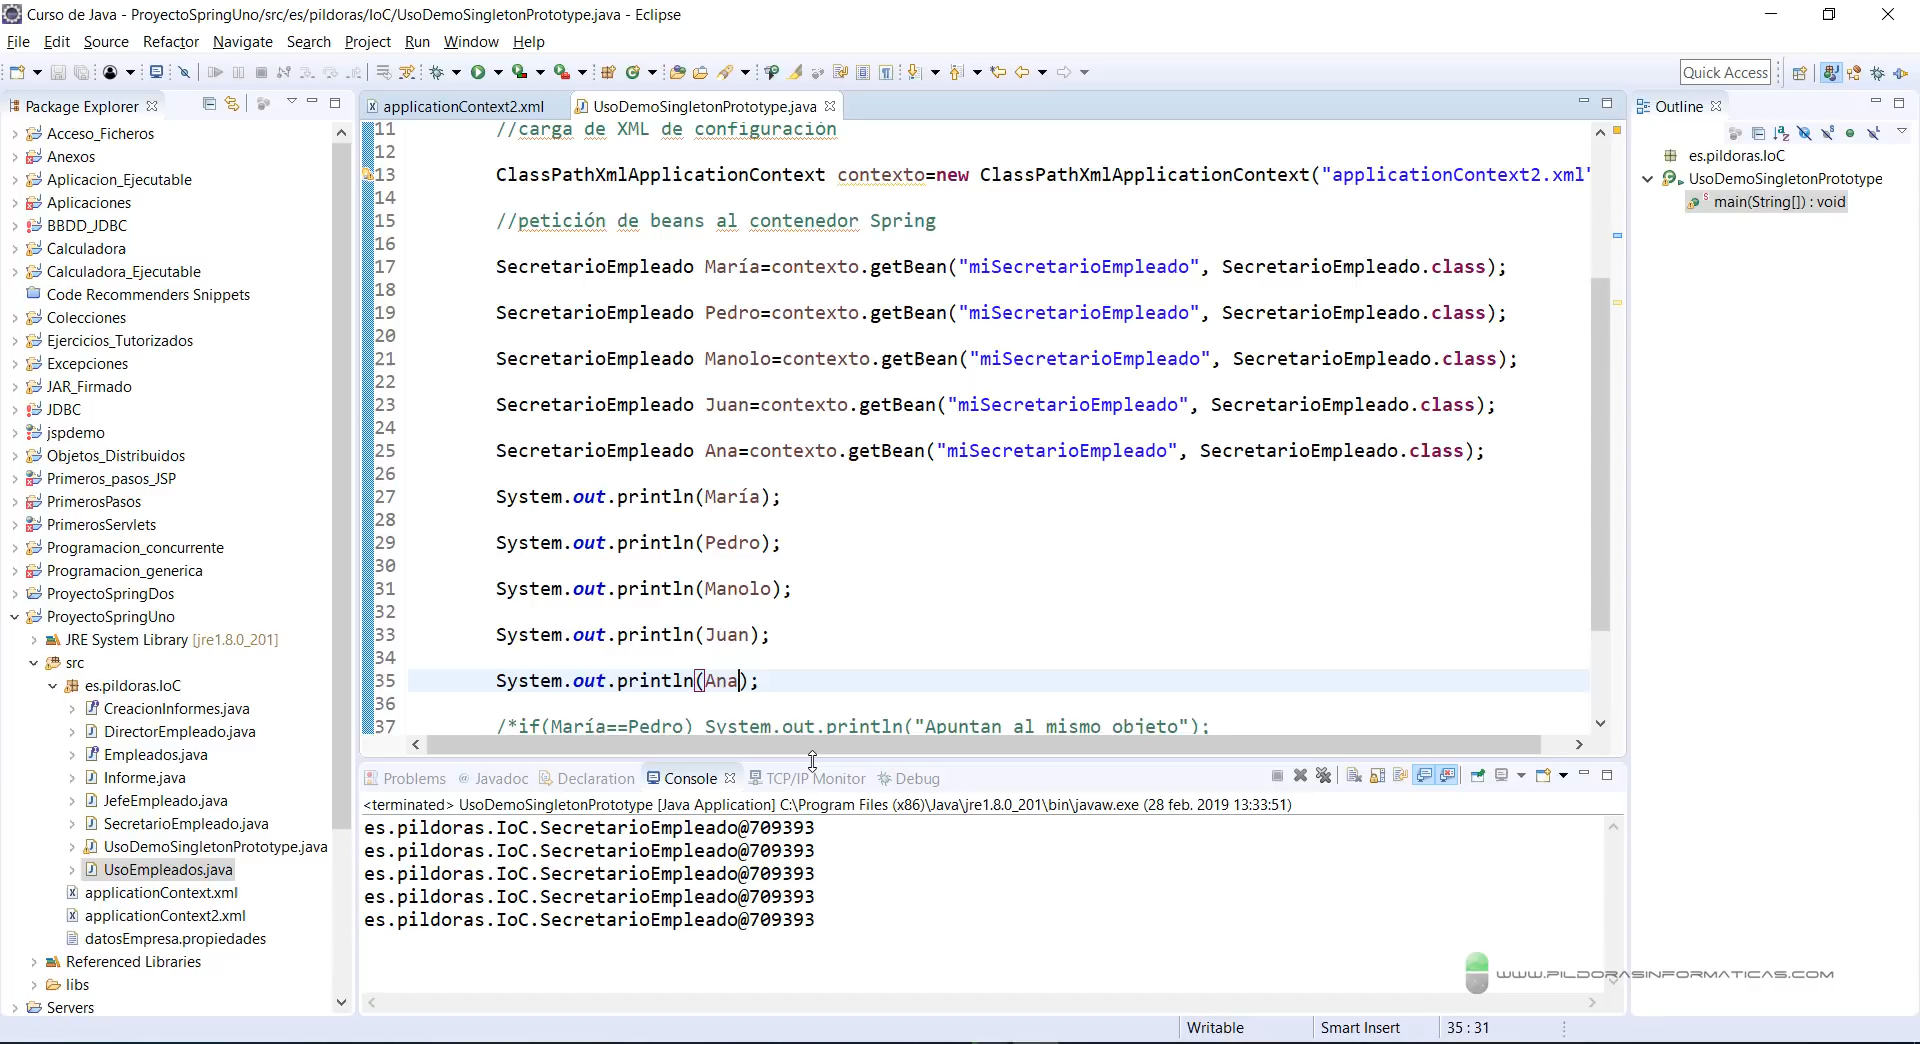 Curso de Java - ProyectoSpringUno/src/es/pildoras/IoC/UsoDemoSingletonPrototype.java - Eclipse
File Edit Source Refactor Navigate Search Project Run Window Help
Quick Access
Package Explorer
Acceso_Ficheros
Anexos
Aplicacion_Ejecutable
Aplicaciones
BBDD_JDBC
Calculadora
Calculadora_Ejecutable
Code Recommenders Snippets
Colecciones
Ejercicios_Tutorizados
Excepciones
JAR_Firmado
JDBC
jspdemo
Objetos_Distribuidos
Primeros_pasos_JSP
PrimerosPasos
PrimerosServlets
Programacion_concurrente
Programacion_generica
ProyectoSpringDos
ProyectoSpringUno
JRE System Library [jre1.8.0_201]
src
es.pildoras.IoC
CreacionInformes.java
DirectorEmpleado.java
Empleados.java
Informe.java
JefeEmpleado.java
SecretarioEmpleado.java
UsoDemoSingletonPrototype.java
UsoEmpleados.java
applicationContext.xml
applicationContext2.xml
datosEmpresa.propiedades
Referenced Libraries
libs
Servers
applicationContext2.xml UsoDemoSingletonPrototype.java
11 //carga de XML de configuración
12
13 ClassPathXmlApplicationContext contexto=new ClassPathXmlApplicationContext("applicationContext2.xml"
14
15 //petición de beans al contenedor Spring
16
17 SecretarioEmpleado María=contexto.getBean("miSecretarioEmpleado", SecretarioEmpleado.class);
18
19 SecretarioEmpleado Pedro=contexto.getBean("miSecretarioEmpleado", SecretarioEmpleado.class);
20
21 SecretarioEmpleado Manolo=contexto.getBean("miSecretarioEmpleado", SecretarioEmpleado.class);
22
23 SecretarioEmpleado Juan=contexto.getBean("miSecretarioEmpleado", SecretarioEmpleado.class);
24
25 SecretarioEmpleado Ana=contexto.getBean("miSecretarioEmpleado", SecretarioEmpleado.class);
26
27 System.out.println(María);
28
29 System.out.println(Pedro);
30
31 System.out.println(Manolo);
32
33 System.out.println(Juan);
34
35 System.out.println(Ana);
36
37 /*if(María==Pedro) System.out.println("Apuntan al mismo objeto");
Problems Javadoc Declaration Console TCP/IP Monitor Debug
<terminated> UsoDemoSingletonPrototype [Java Application] C:\Program Files (x86)\Java\jre1.8.0_201\bin\javaw.exe (28 feb. 2019 13:33:51)
es.pildoras.IoC.SecretarioEmpleado@709393
es.pildoras.IoC.SecretarioEmpleado@709393
es.pildoras.IoC.SecretarioEmpleado@709393
es.pildoras.IoC.SecretarioEmpleado@709393
es.pildoras.IoC.SecretarioEmpleado@709393
Outline
es.pildoras.IoC
UsoDemoSingletonPrototype
main(String[]) : void
WWW.PILDORASINFORMATICAS.COM
Writable Smart Insert 35 : 31